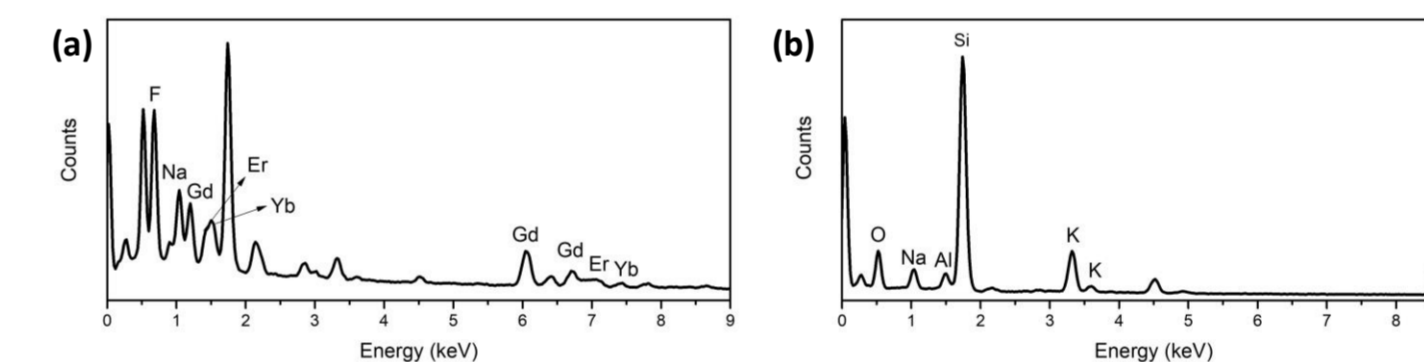 (a)
F
Na
Gd
Er
Yb
Gd
Gd
Er
Yb
Counts
0 1 2 3 4 5 6 7 8 9
Energy (keV)
(b)
Si
O
Na
Al
K
K
Counts
0 1 2 3 4 5 6 7 8
Energy (keV)